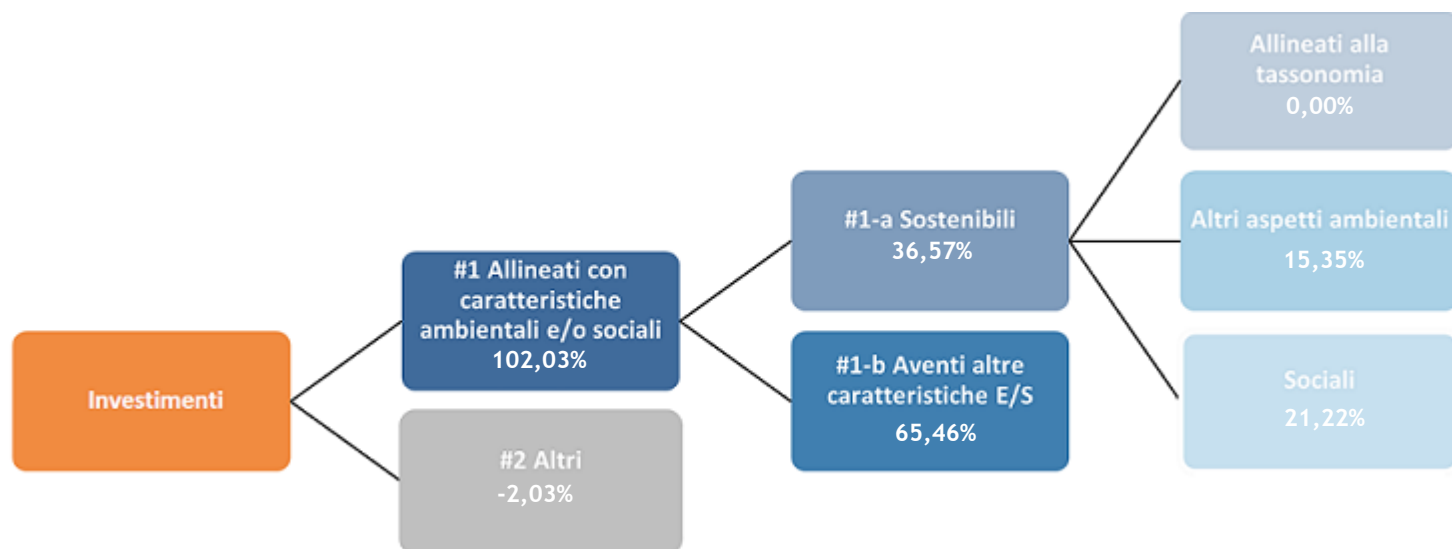 Investimenti
#1 Allineati con
caratteristiche
ambientali e/o sociali
102,03%
#2 Altri
-2,03%
#1-a Sostenibili
36,57%
#1-b Aventi altre
caratteristiche E/S
65,46%
Allineati alla
tassonomia
0,00%
Altri aspetti ambientali
15,35%
Sociali
21,22%